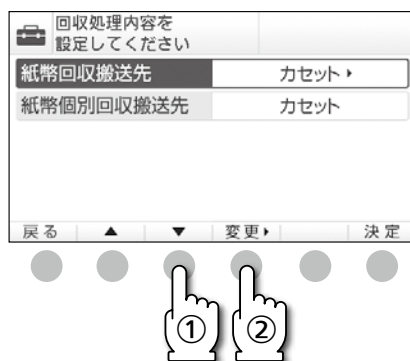 回収処理内容を
設定してください
紙幣回収搬送先 カセット▶
紙幣個別回収搬送先 カセット
戻る ▲ ▼ 変更▶ 決定
① ②